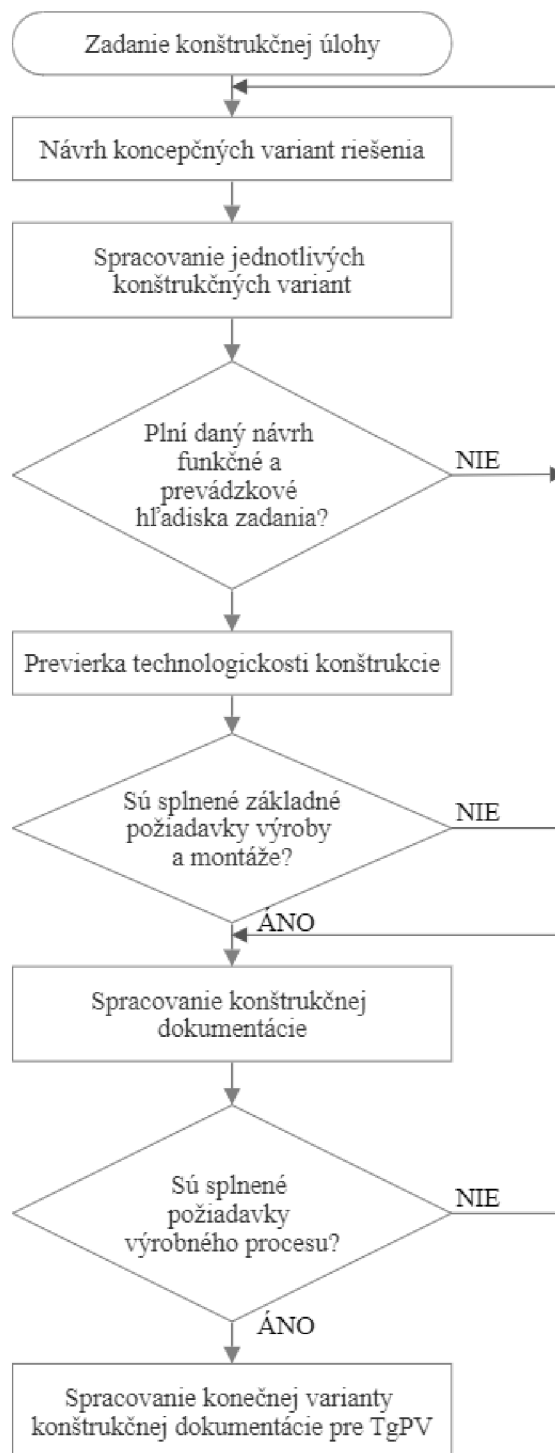 Zadanie konštrukčnej úlohy
Návrh koncepčných variant riešenia
Spracovanie jednotlivých
konštrukčných variant
Plní daný návrh
funkčné a
prevádzkové
hľadiska zadania?
NIE
Previerka technologickosti konštrukcie
Sú splnené základné
požiadavky výroby
a montáže?
NIE
ÁNO
Spracovanie konštrukčnej
dokumentácie
Sú splnené
požiadavky
výrobného procesu?
NIE
ÁNO
Spracovanie konečnej varianty
konštrukčnej dokumentácie pre TgPV